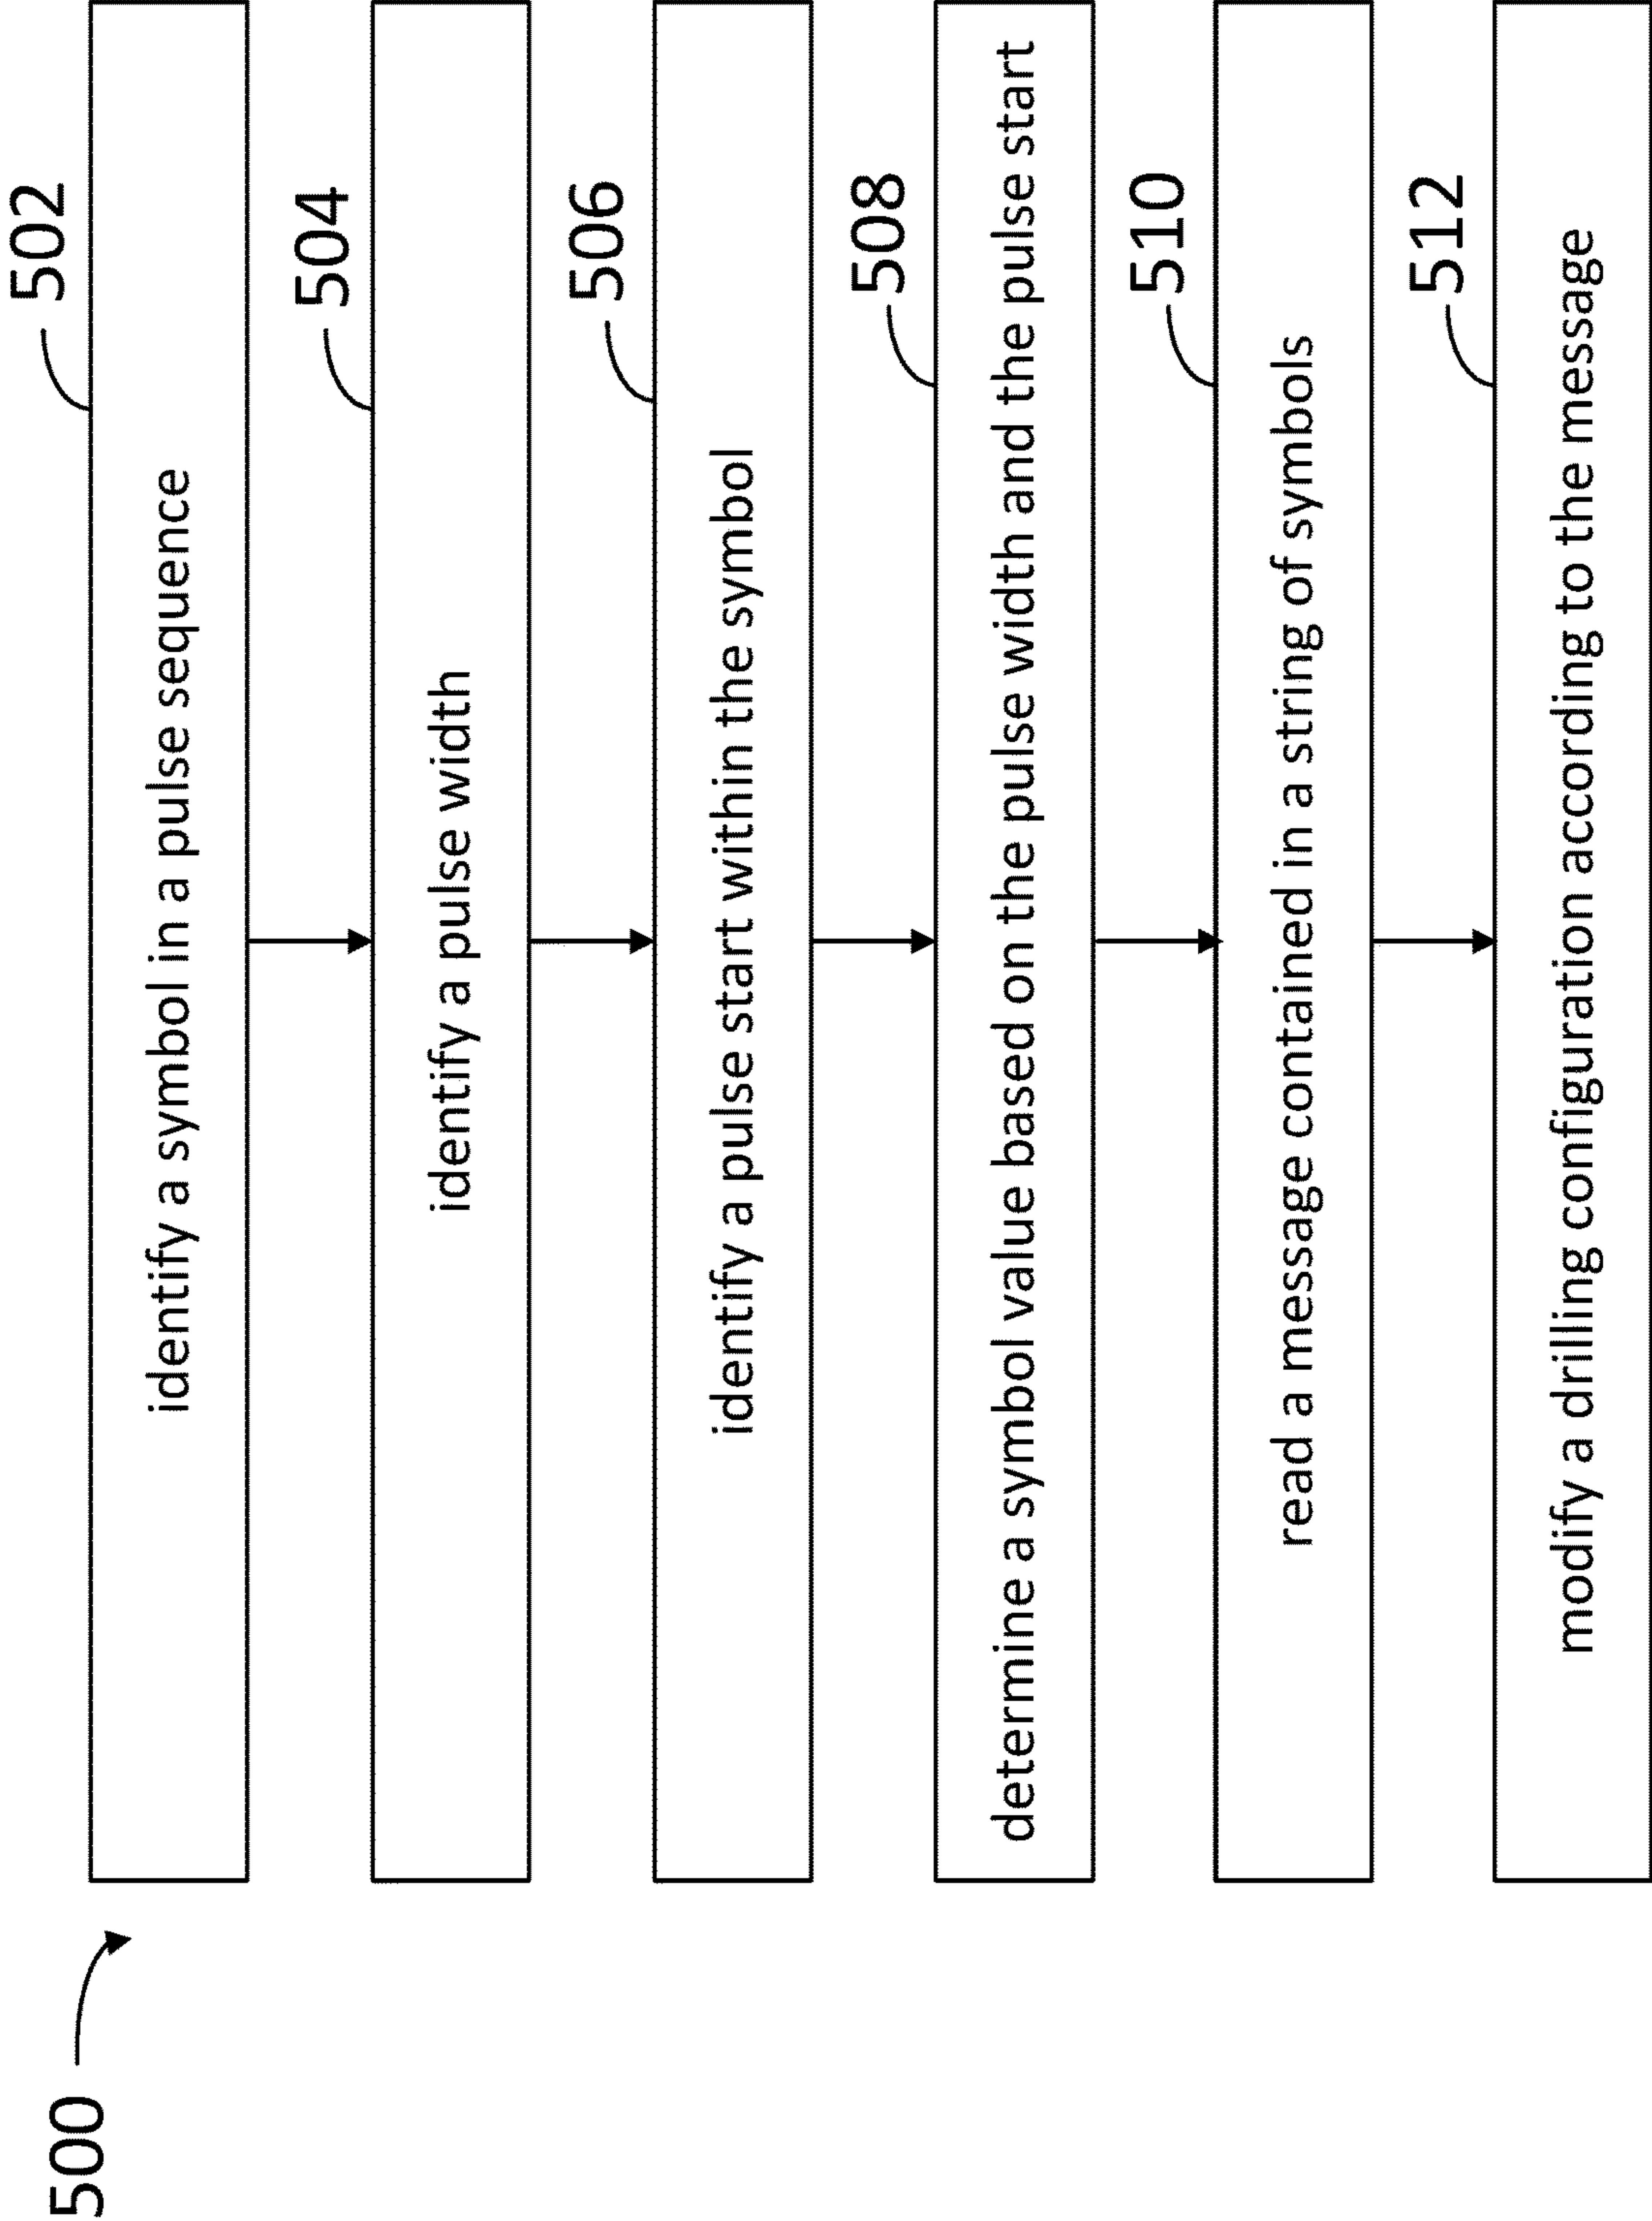 500
502
identify a symbol in a pulse sequence
504
identify a pulse width
506
identify a pulse start within the symbol
508
determine a symbol value based on the pulse width and the pulse start
510
read a message contained in a string of symbols
512
modify a drilling configuration according to the message